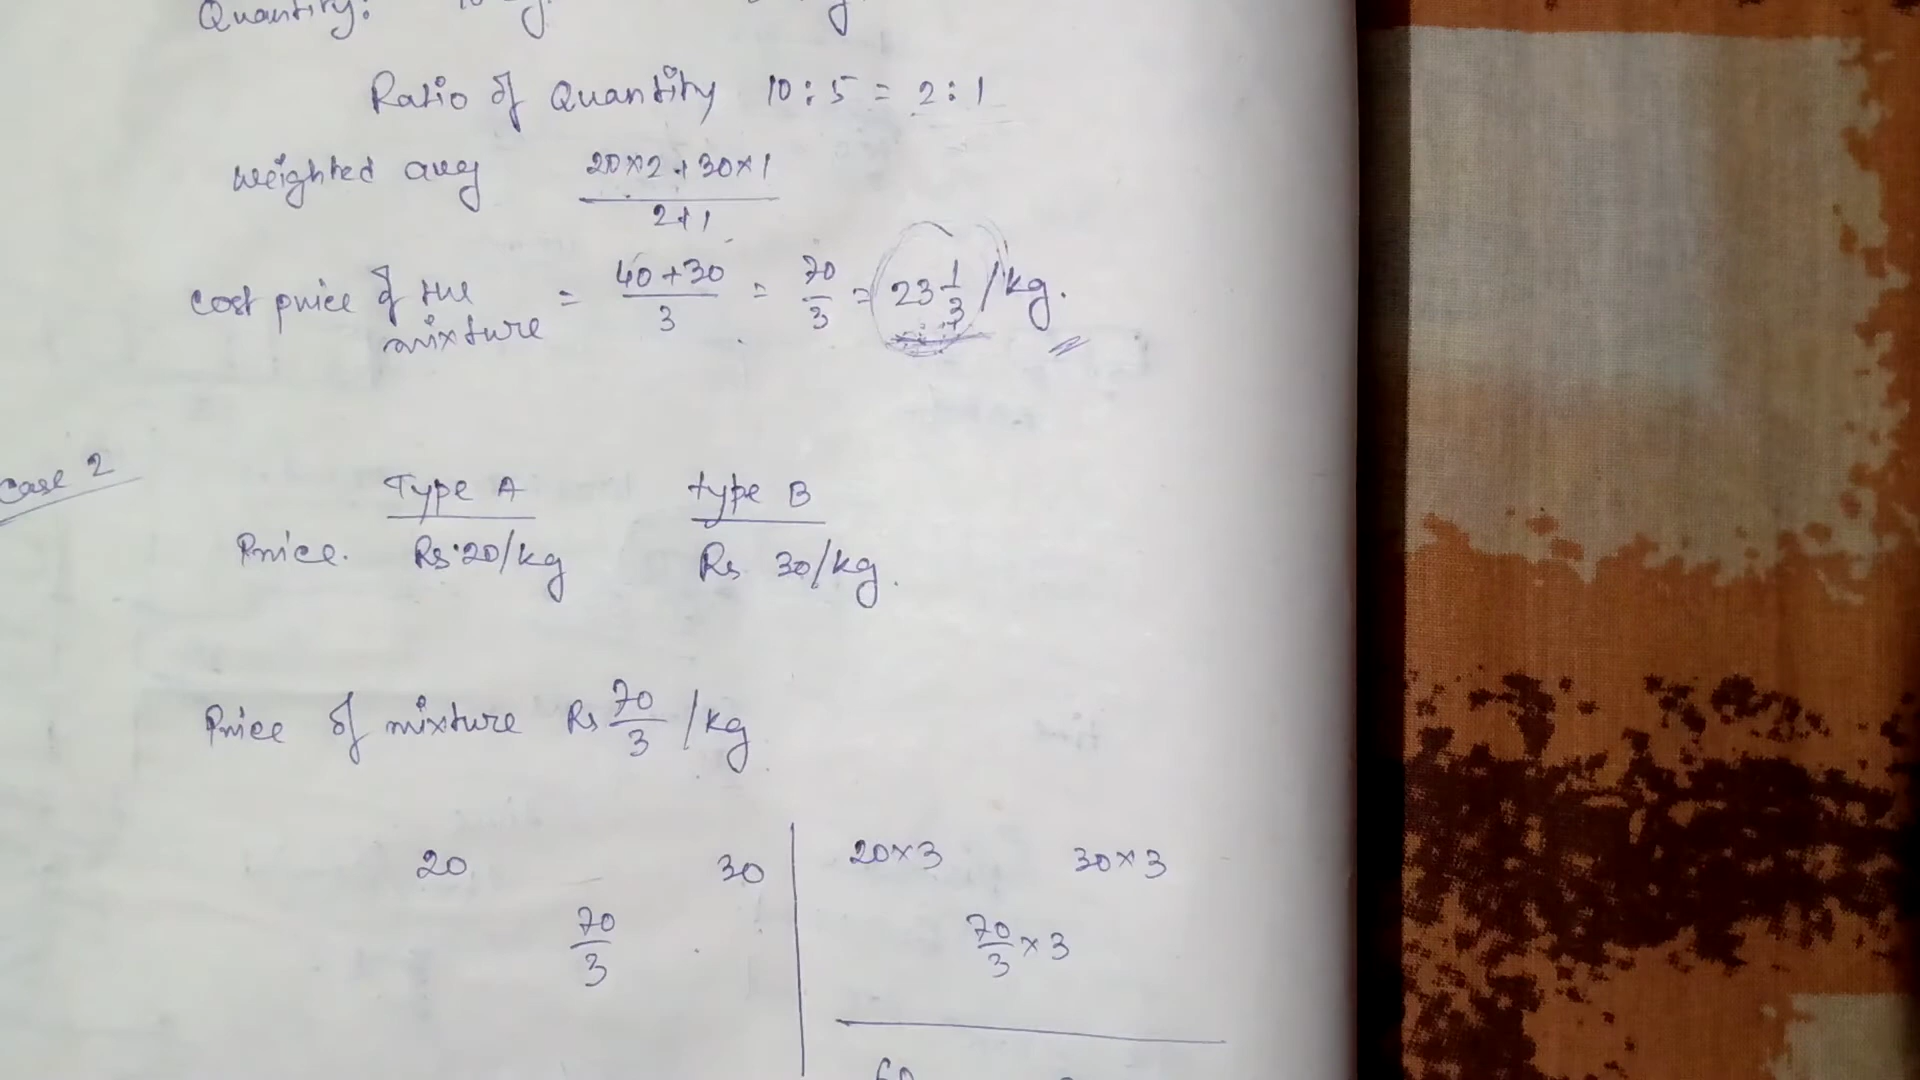 Quantity:
Ratio of Quantity 10 : 5 = 2 : 1
Weighted avg 20×2 + 30×1
2+1
Cost price of the mixture = 40+30 / 3 = 70/3 = 23 1/3 /kg.
Case 2
Type A type B
Price. Rs. 20/kg Rs 30/kg.
Price of mixture Rs 70/3 /kg
20 30 20×3 30×3
70/3 70/3 ×3
60